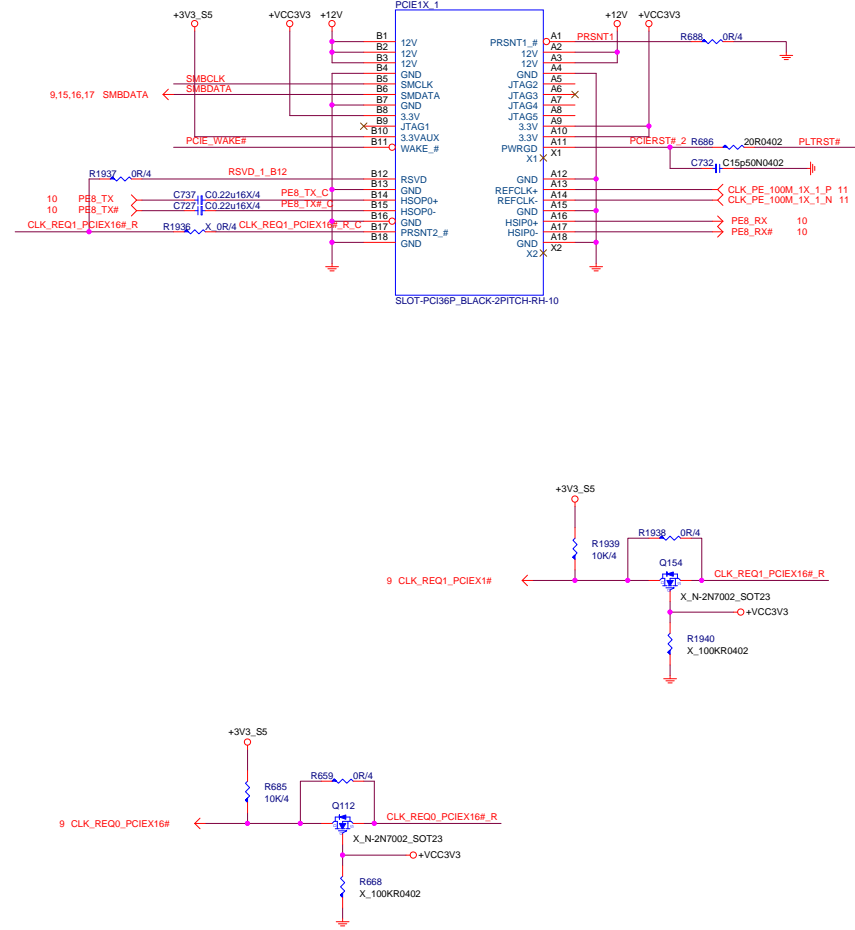 PCIE1X_1
+3V3_S5 +VCC3V3 +12V +12V +VCC3V3
B1 12V PRSNT1_# A1 PRSNT1 R688 0R/4
B2 12V 12V A2
B3 12V 12V A3
B4 GND GND A4
SMBCLK B5 SMCLK JTAG2 A5
9,15,16,17 SMBDATA SMBDATA B6 SMDATA JTAG3 A6
B7 GND JTAG4 A7
B8 3.3V JTAG5 A8
B9 JTAG1 3.3V A9
B10 3.3VAUX 3.3V A10
PCIE_WAKE# B11 WAKE_# PWRGD A11 PCIERST#_2 R686 20R0402 PLTRST#
X1 X1 C732 C15p50N0402
R1937 0R/4 RSVD_1_B12 B12 RSVD GND A12
B13 GND REFCLK+ A13 CLK_PE_100M_1X_1_P 11
10 PE8_TX C737 C0.22u16X/4 PE8_TX_C B14 HSOP0+ REFCLK- A14 CLK_PE_100M_1X_1_N 11
10 PE8_TX# C727 C0.22u16X/4 PE8_TX#_C B15 HSOP0- GND A15
B16 GND HSIP0+ A16 PE8_RX 10
CLK_REQ1_PCIEX16#_R R1936 X_0R/4 CLK_REQ1_PCIEX16#_R_C B17 PRSNT2_# HSIP0- A17 PE8_RX# 10
B18 GND GND A18
X2 X2
SLOT-PCI36P_BLACK-2PITCH-RH-10
+3V3_S5
R1939 10K/4
R1938 0R/4
Q154
9 CLK_REQ1_PCIEX1# CLK_REQ1_PCIEX16#_R
X_N-2N7002_SOT23
+VCC3V3
R1940
X_100KR0402
+3V3_S5
R659 0R/4
R685
10K/4
Q112
9 CLK_REQ0_PCIEX16# CLK_REQ0_PCIEX16#_R
X_N-2N7002_SOT23
+VCC3V3
R668
X_100KR0402